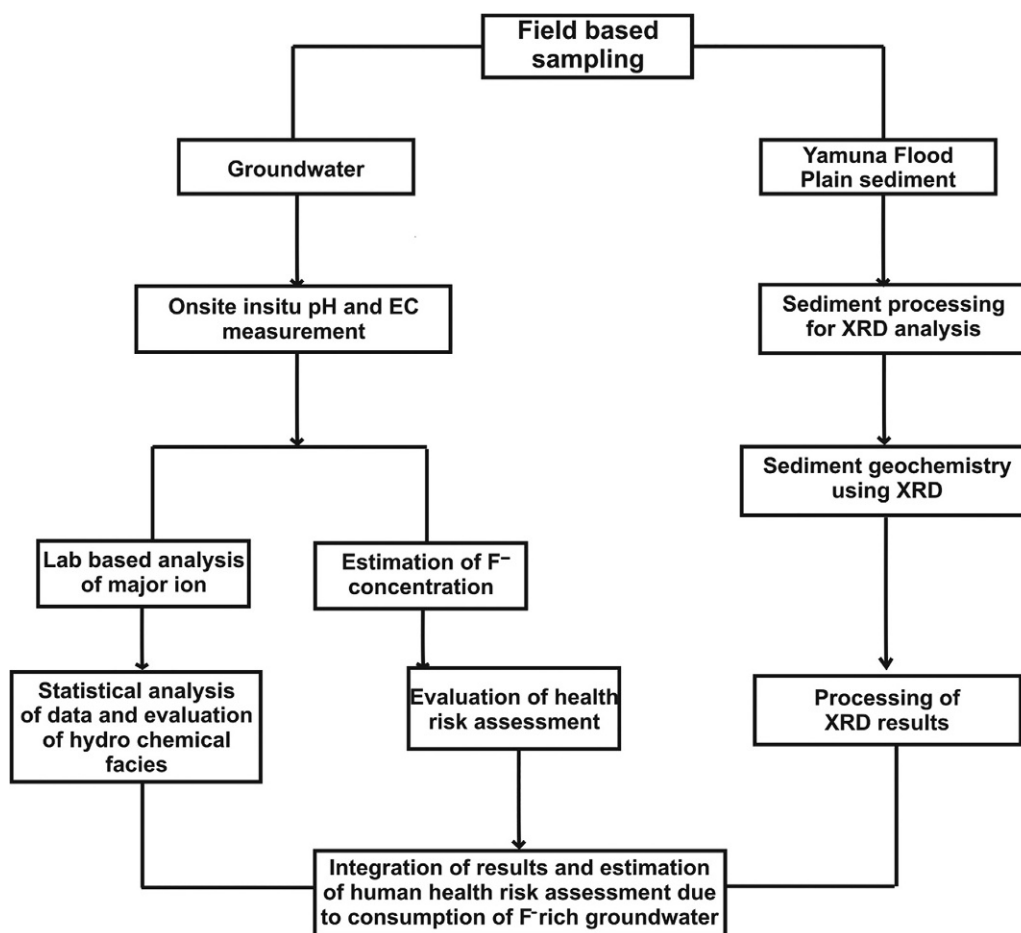 Field based
sampling
Groundwater
Yamuna Flood
Plain sediment
Onsite insitu pH and EC
measurement
Sediment processing
for XRD analysis
Sediment geochemistry
using XRD
Lab based analysis
of major ion
Estimation of F⁻
concentration
Statistical analysis
of data and evaluation
of hydro chemical
facies
Evaluation of health
risk assessment
Processing of
XRD results
Integration of results and estimation
of human health risk assessment due
to consumption of F⁻rich groundwater